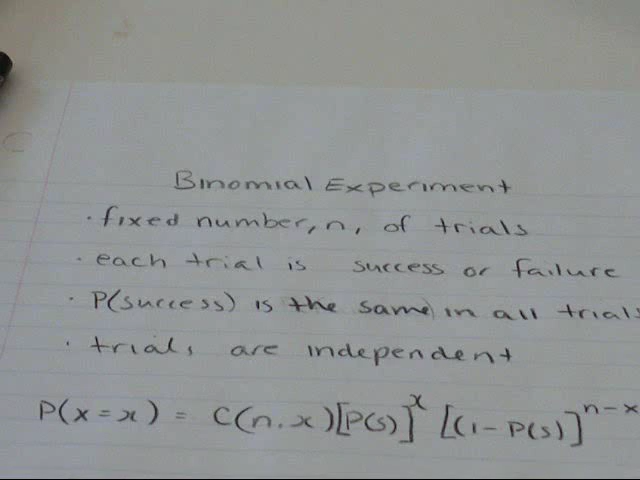 Binomial Experiment
· fixed number, n, of trials
· each trial is success or failure
· P(success) is the same) in all trials
· trials are independent
P(x=x) = C(n.x)[P(s)]^x [(1-P(s)]^n-x